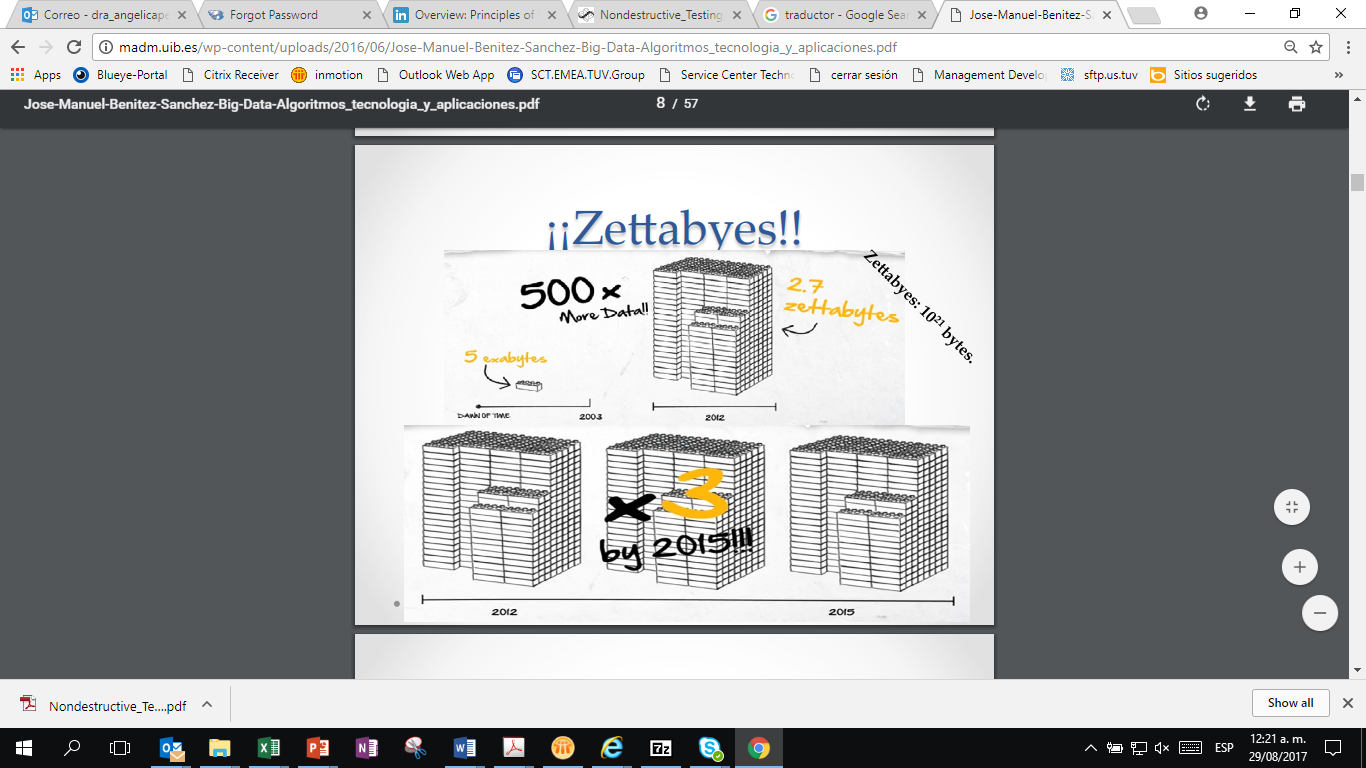 Correo - dra_angelicape
Forgot Password
Overview: Principles of
Nondestructive_Testing
traductor - Google Sear
Jose-Manuel-Benitez-S
madm.uib.es/wp-content/uploads/2016/06/Jose-Manuel-Benitez-Sanchez-Big-Data-Algoritmos_tecnologia_y_aplicaciones.pdf
Apps Blueye-Portal Citrix Receiver inmotion Outlook Web App SCT.EMEA.TUV.Group Service Center Techn cerrar sesión Management Develo sftp.us.tuv Sitios sugeridos »
Jose-Manuel-Benitez-Sanchez-Big-Data-Algoritmos_tecnologia_y_aplicaciones.pdf 8 / 57
¡¡Zettabyes!!
Zettabyes: 10²¹ bytes.
500 x
More Data!!
2.7
zettabytes
5 exabytes
DAWN OF TIME 2003 2012
x 3
by 2015!!!
2012 2015
Nondestructive_Te....pdf
Show all
12:21 a. m.
ESP
29/08/2017